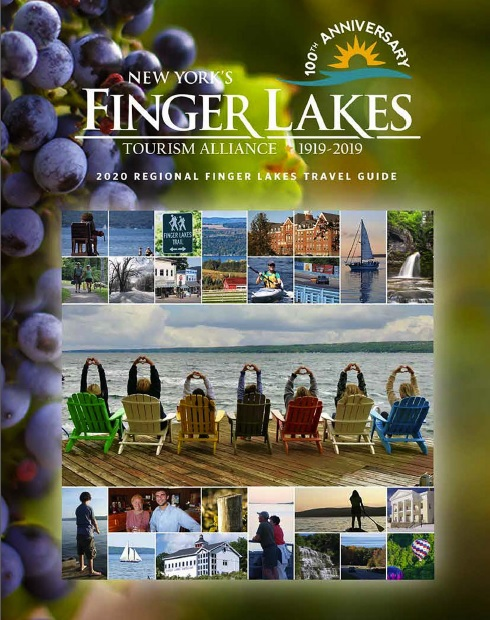 100TH ANNIVERSARY
NEW YORK'S
FINGER LAKES
TOURISM ALLIANCE 1919-2019
2020 REGIONAL FINGER LAKES TRAVEL GUIDE
FINGER LAKES
TRAIL